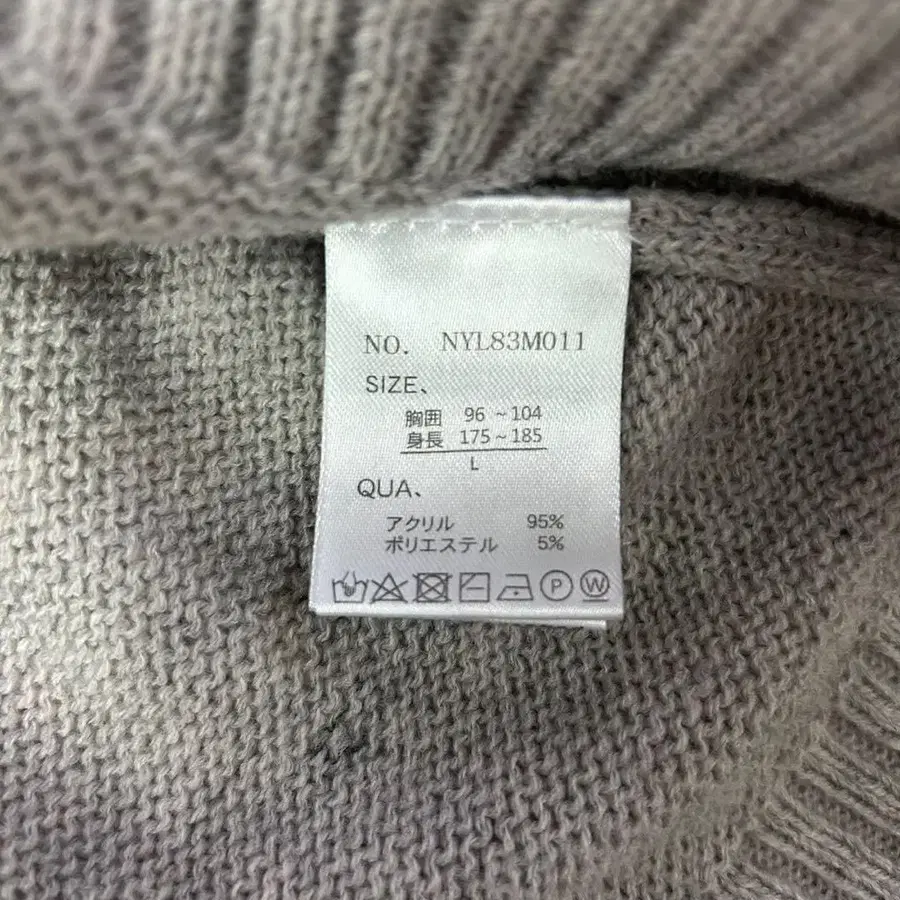 NO. NYL83M011
SIZE、
胸囲 96 ~ 104
身長 175 ~ 185
L
QUA、
アクリル 95%
ポリエステル 5%
P W